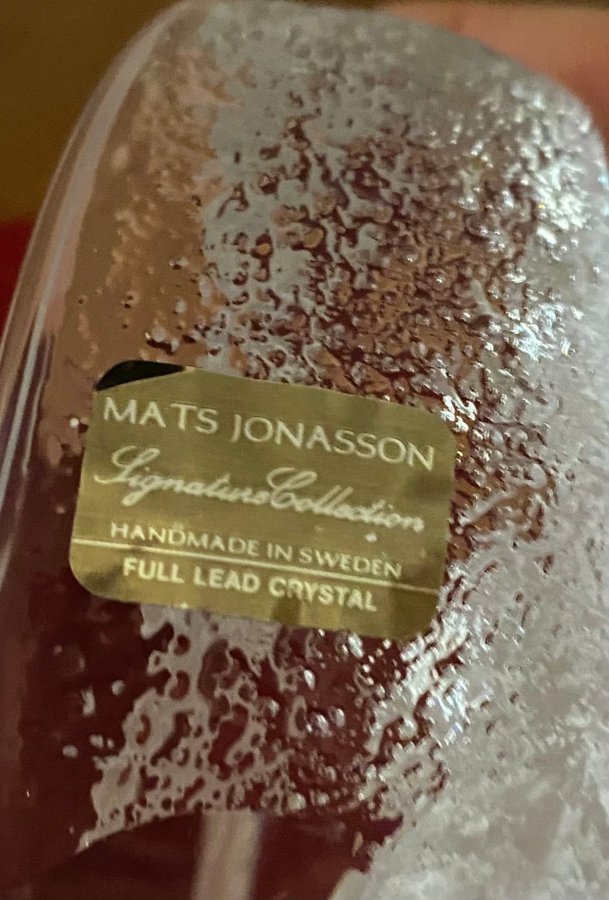 MATS JONASSON
Signature Collection
HANDMADE IN SWEDEN
FULL LEAD CRYSTAL